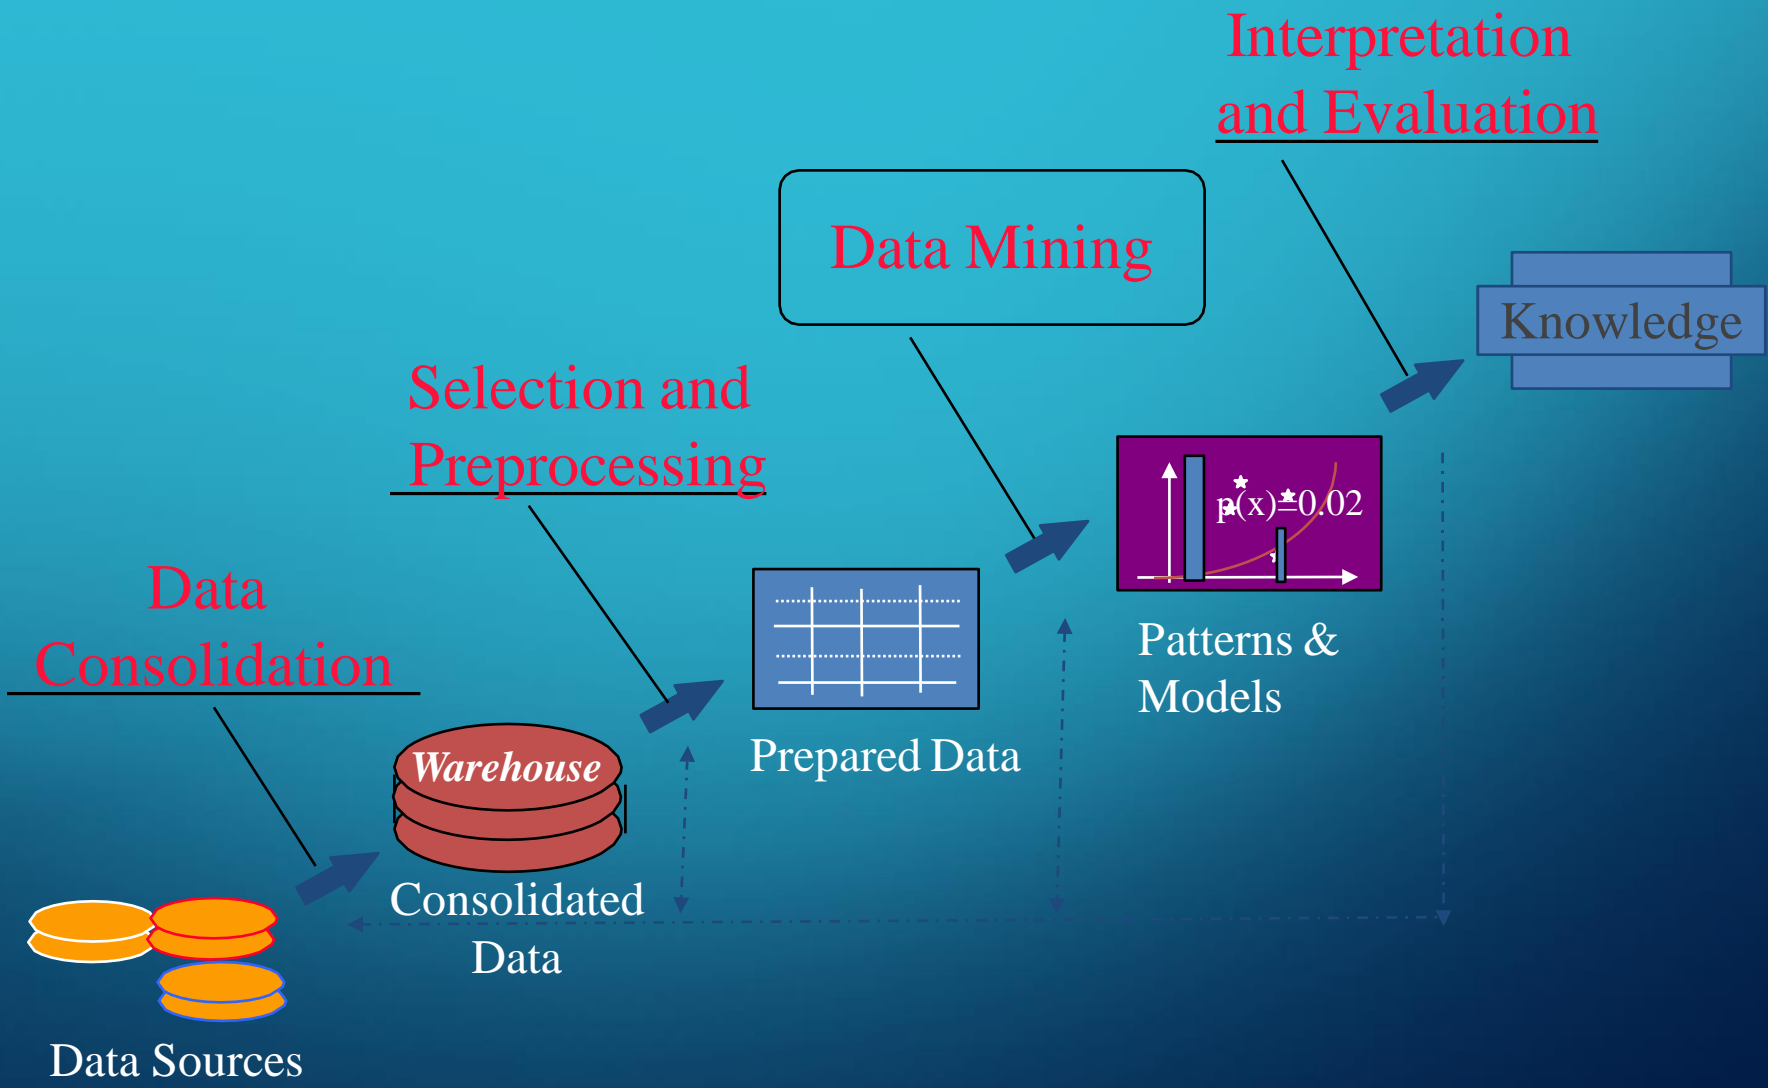 Interpretation
and Evaluation
Data Mining
Knowledge
Selection and
Preprocessing
p(x)=0.02
Data
Consolidation
Patterns &
Models
Warehouse
Prepared Data
Consolidated
Data
Data Sources